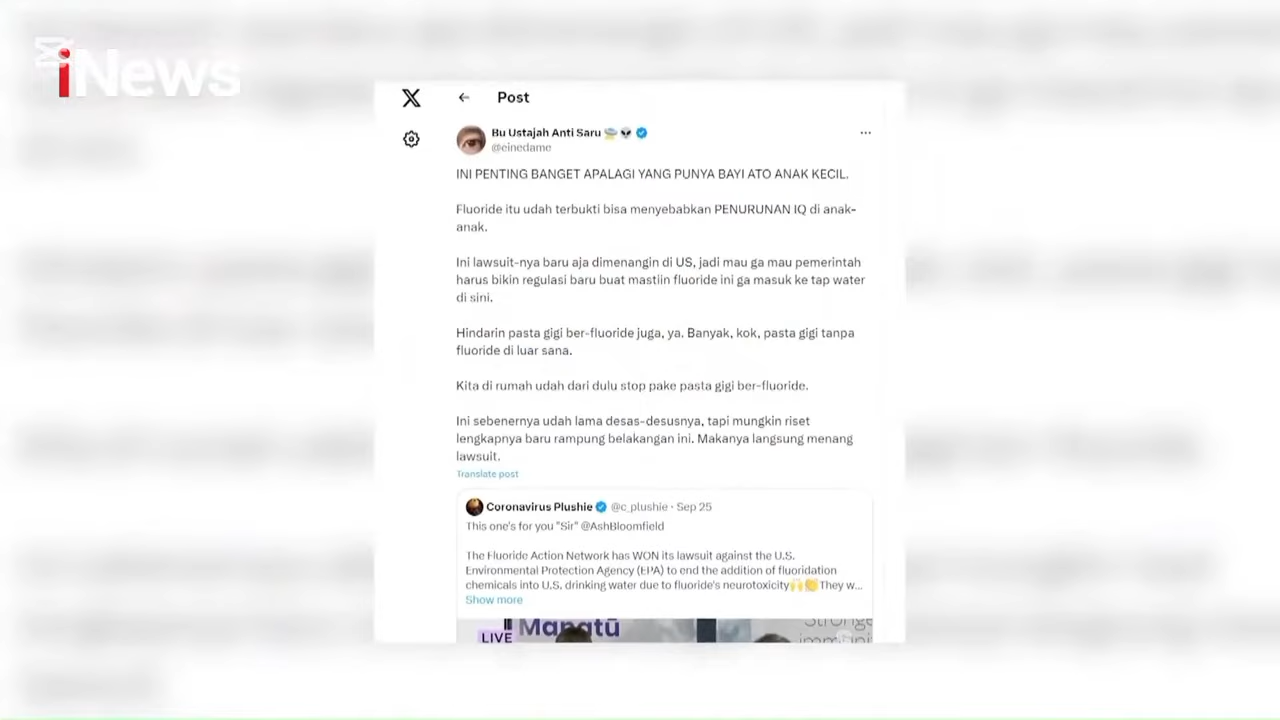 iNews
X
Post
Bu Ustajah Anti Saru 🛸 👽
@einedame
INI PENTING BANGET APALAGI YANG PUNYA BAYI ATO ANAK KECIL.
Fluoride itu udah terbukti bisa menyebabkan PENURUNAN IQ di anak-
anak.
Ini lawsuit-nya baru aja dimenangin di US, jadi mau ga mau pemerintah
harus bikin regulasi baru buat mastiin fluoride ini ga masuk ke tap water
di sini.
Hindarin pasta gigi ber-fluoride juga, ya. Banyak, kok, pasta gigi tanpa
fluoride di luar sana.
Kita di rumah udah dari dulu stop pake pasta gigi ber-fluoride.
Ini sebenernya udah lama desas-desusnya, tapi mungkin riset
lengkapnya baru rampung belakangan ini. Makanya langsung menang
lawsuit.
Translate post
Coronavirus Plushie @c_plushie · Sep 25
This one's for you "Sir" @AshBloomfield
The Fluoride Action Network has WON its lawsuit against the U.S.
Environmental Protection Agency (EPA) to end the addition of fluoridation
chemicals into U.S. drinking water due to fluoride's neurotoxicity🙌👏They w...
Show more
LIVE
Manatū